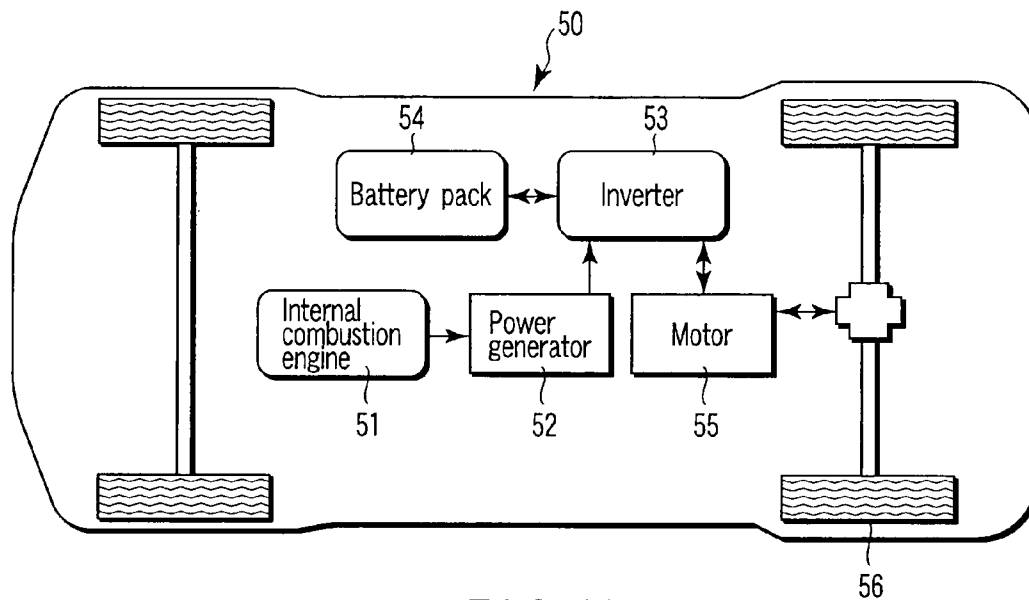 50
54
53
Battery pack
Inverter
Internal
combustion
engine
Power
generator
Motor
51
52
55
56